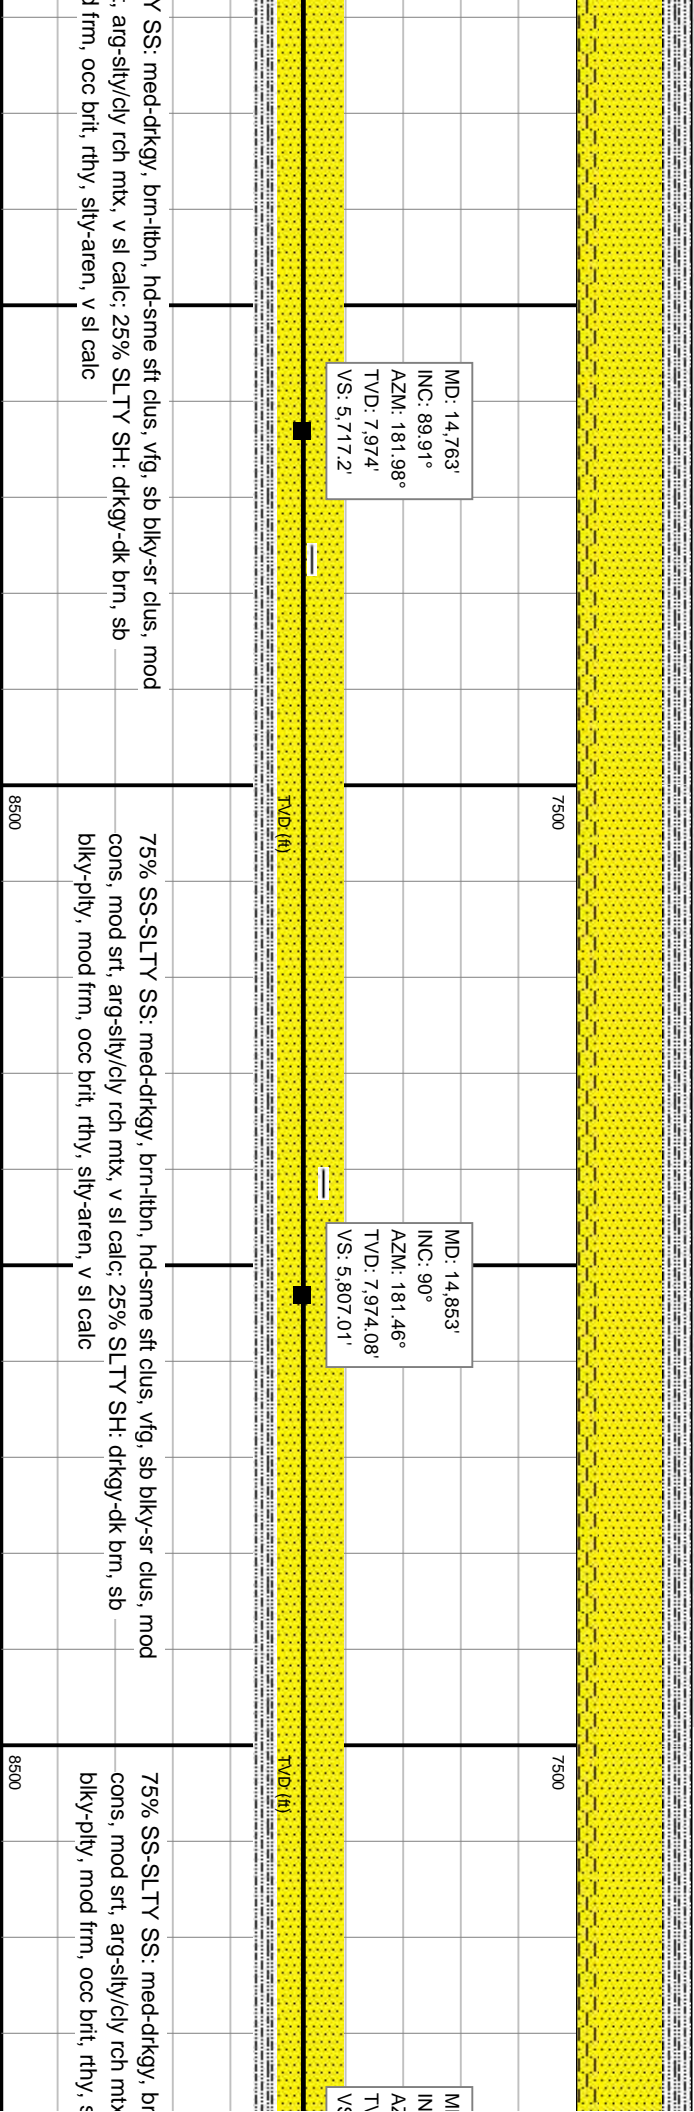 Y SS: med-drkgy, brn-ltbn, hd-sme sft clus, vfg, sb blky-sr clus, mod
, arg-slty/cly rch mtx, v sl calc; 25% SLTY SH: drkgy-dk brn, sb
d frm, occ brit, rthy, slty-aren, v sl calc
MD: 14,763'
INC: 89.91°
AZM: 181.98°
TVD: 7,974'
VS: 5,717.2'
7500
TVD (ft)
8500
75% SS-SLTY SS: med-drkgy, brn-ltbn, hd-sme sft clus, vfg, sb blky-sr clus, mod
cons, mod srt, arg-slty/cly rch mtx, v sl calc; 25% SLTY SH: drkgy-dk brn, sb
blky-plty, mod frm, occ brit, rthy, slty-aren, v sl calc
MD: 14,853'
INC: 90°
AZM: 181.46°
TVD: 7,974.08'
VS: 5,807.01'
7500
TVD (ft)
8500
75% SS-SLTY SS: med-drkgy, br
cons, mod srt, arg-slty/cly rch mtx
blky-plty, mod frm, occ brit, rthy, s